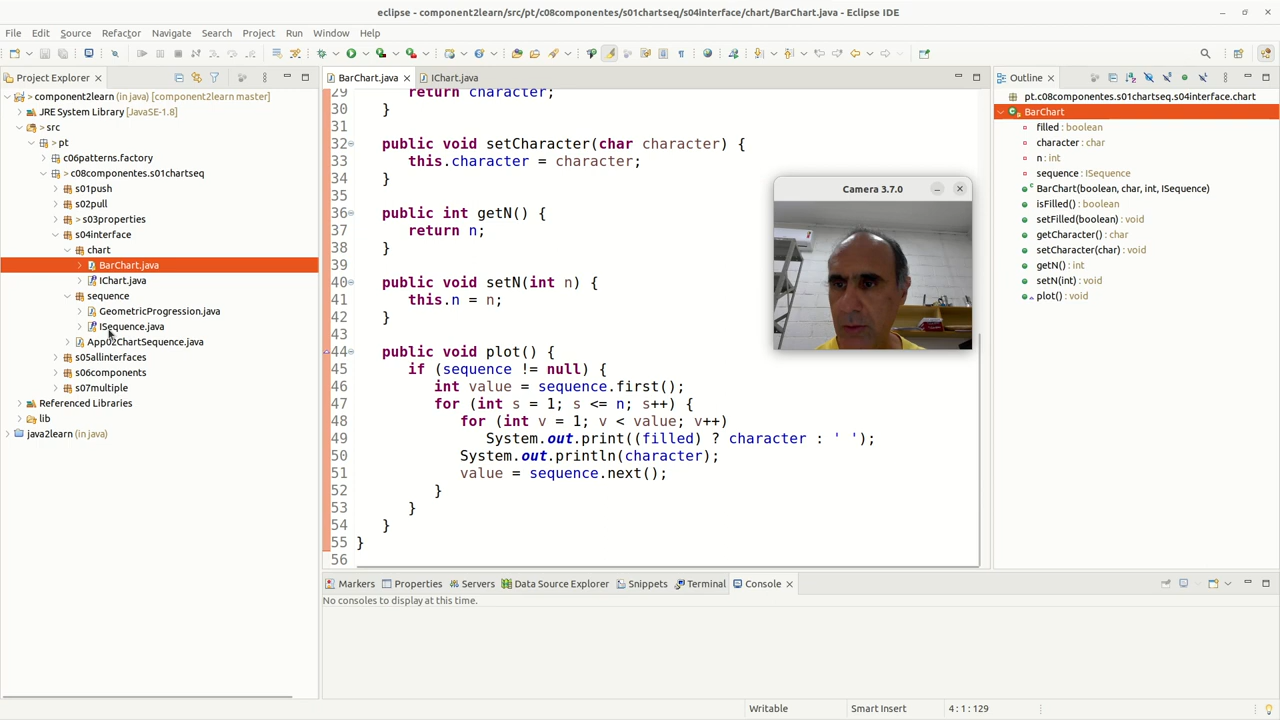 eclipse - component2learn/src/pt/c08componentes/s01chartseq/s04interface/chart/BarChart.java - Eclipse IDE
File Edit Source Refactor Navigate Search Project Run Window Help
Project Explorer
> component2learn (in java) [component2learn master]
JRE System Library [JavaSE-1.8]
> src
> pt
c06patterns.factory
> c08componentes.s01chartseq
s01push
s02pull
> s03properties
s04interface
chart
BarChart.java
IChart.java
sequence
GeometricProgression.java
ISequence.java
App02ChartSequence.java
s05allinterfaces
s06components
s07multiple
Referenced Libraries
lib
java2learn (in java)
BarChart.java IChart.java
29 return character;
30 }
31
32 public void setCharacter(char character) {
33 this.character = character;
34 }
35
36 public int getN() {
37 return n;
38 }
39
40 public void setN(int n) {
41 this.n = n;
42 }
43
44 public void plot() {
45 if (sequence != null) {
46 int value = sequence.first();
47 for (int s = 1; s <= n; s++) {
48 for (int v = 1; v < value; v++)
49 System.out.print((filled) ? character : ' ');
50 System.out.println(character);
51 value = sequence.next();
52 }
53 }
54 }
55 }
56
Camera 3.7.0
Outline
pt.c08componentes.s01chartseq.s04interface.chart
BarChart
filled : boolean
character : char
n : int
sequence : ISequence
BarChart(boolean, char, int, ISequence)
isFilled() : boolean
setFilled(boolean) : void
getCharacter() : char
setCharacter(char) : void
getN() : int
setN(int) : void
plot() : void
Markers Properties Servers Data Source Explorer Snippets Terminal Console
No consoles to display at this time.
Writable Smart Insert 4 : 1 : 129